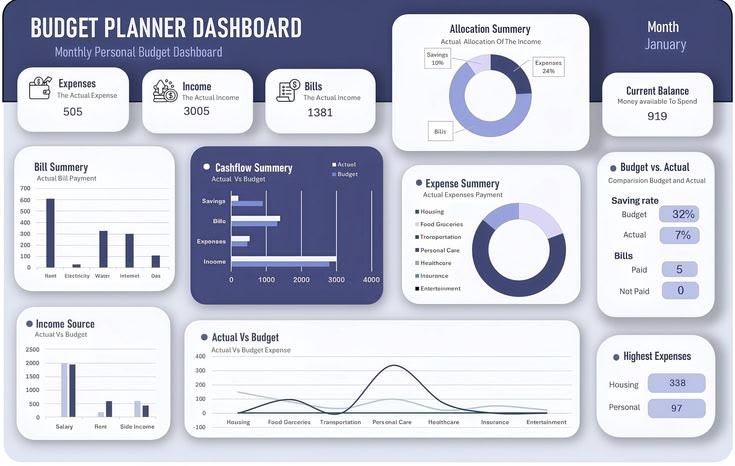 BUDGET PLANNER DASHBOARD
Monthly Personal Budget Dashboard
Month
January
Expenses
The Actual Expense
505
Income
The Actual Income
3005
Bills
The Actual Income
1381
Allocation Summery
Actual Allocation Of The Income
Savings
10%
Expenses
24%
Bilis
Current Balance
Money available To Spend
919
Bill Summery
Actual Bill Payment
700
600
500
400
300
200
100
0
Rent Electricity Water Internet Gas
Cashflow Summery
Actual Vs Budget
Actuol
Budget
Savings
Bills
Expenses
Income
0 1000 2000 3000 4000
Expense Summery
Actual Expenses Payment
Housing
Food Groceries
Personal Care
Healthcare
Insurance
Entertainment
Budget vs. Actual
Comparision Budget and Actual
Saving rate
Budget 32%
Actual 7%
Bills
Paid 5
Not Paid 0
Income Source
Actual Vs Budget
2500
2000
1500
1000
500
0
Salary Rent Side Income
Actual Vs Budget
Actual Vs Budget Expense
400
300
200
100
0
-100
Housing Food Garceries Transportation Personal Care Healthcare Insurance Entertainment
Highest Expenses
Housing 338
Personal 97